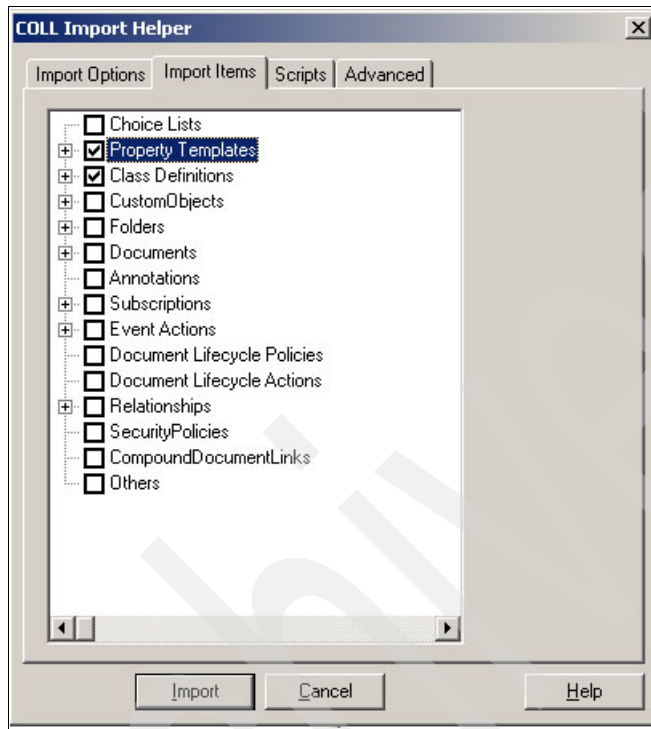 COLL Import Helper
Import Options Import Items Scripts Advanced
Choice Lists
Property Templates
Class Definitions
CustomObjects
Folders
Documents
Annotations
Subscriptions
Event Actions
Document Lifecycle Policies
Document Lifecycle Actions
Relationships
SecurityPolicies
CompoundDocumentLinks
Others
Import Cancel Help